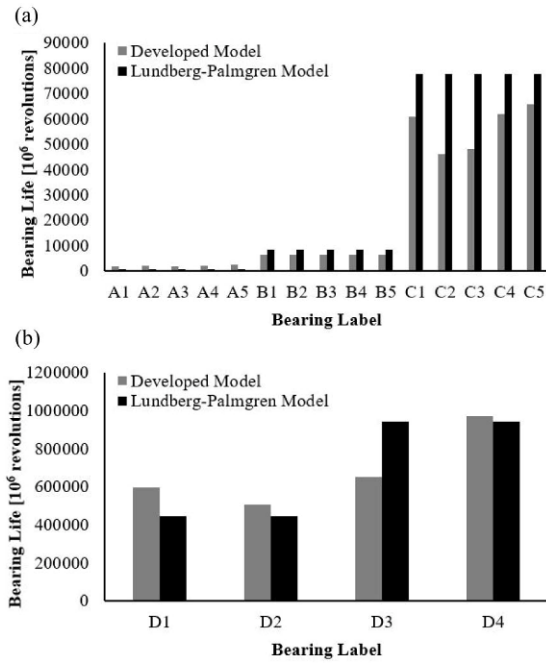 (a)
90000
80000
70000
60000
50000
40000
30000
20000
10000
0
Bearing Life [10⁶ revolutions]
Developed Model
Lundberg-Palmgren Model
A1 A2 A3 A4 A5 B1 B2 B3 B4 B5 C1 C2 C3 C4 C5
Bearing Label
(b)
1200000
1000000
800000
600000
400000
200000
0
Bearing Life [10⁶ revolutions]
Developed Model
Lundberg-Palmgren Model
D1 D2 D3 D4
Bearing Label